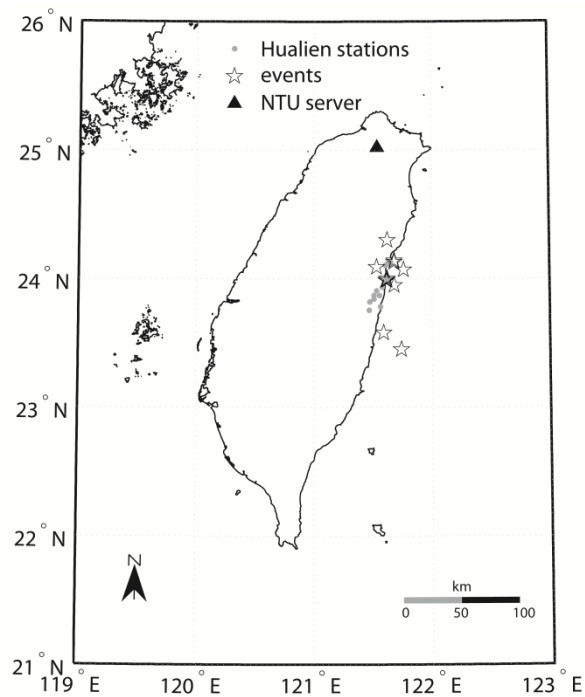 26° N
Hualien stations
events
NTU server
25° N
24° N
23° N
22° N
N
km
0 50 100
21° N
119° E 120° E 121° E 122° E 123° E